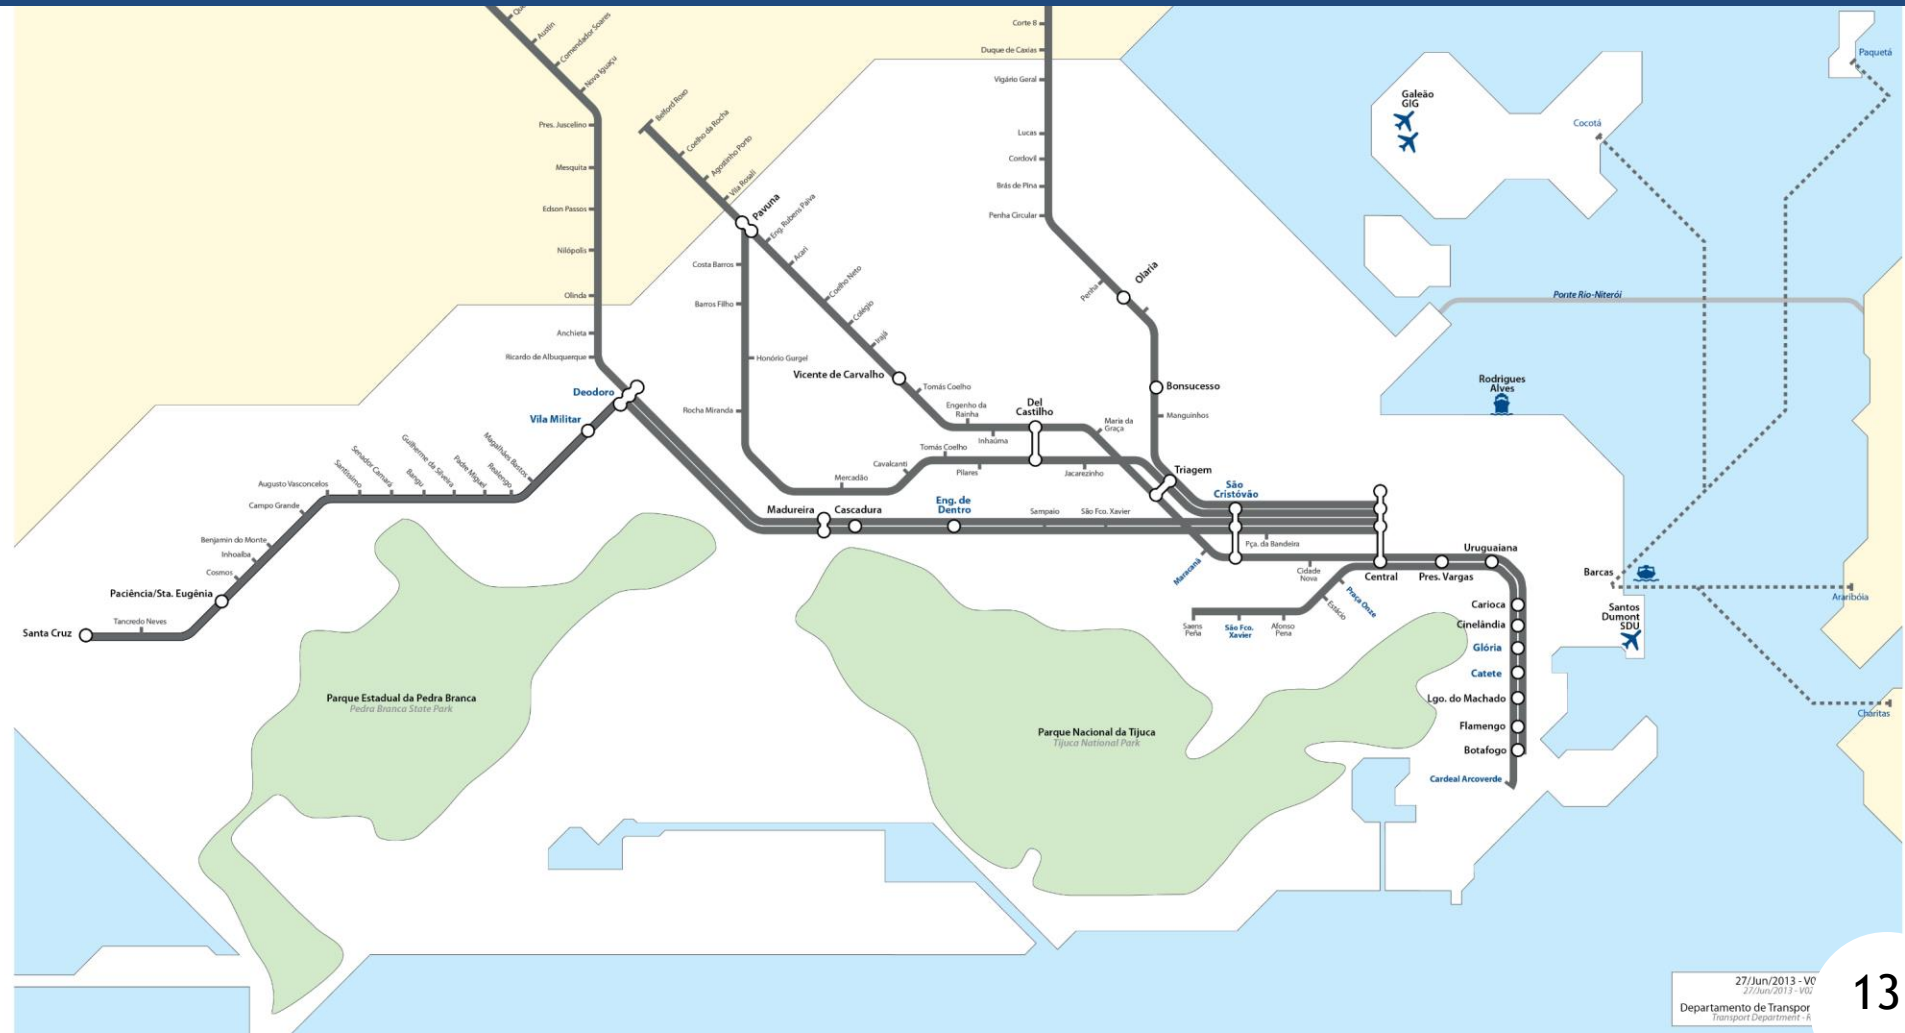 Austin
Comendador Soares
Nova Iguaçu
Pres. Juscelino
Mesquita
Edson Passos
Nilópolis
Olinda
Anchieta
Ricardo de Albuquerque
Deodoro
Vila Militar
Magalhães Bastos
Realengo
Padre Miguel
Guilherme da Silveira
Bangu
Senador Camará
Santíssimo
Augusto Vasconcelos
Campo Grande
Benjamin do Monte
Inhoaíba
Cosmos
Paciência/Sta. Eugênia
Tancredo Neves
Santa Cruz
Belford Roxo
Coelho da Rocha
Agostinho Porto
Vila Rosali
Pavuna
Eng. Rubens Paiva
Acari
Coelho Neto
Colégio
Irajá
Vicente de Carvalho
Tomás Coelho
Engenho da
Rainha
Inhaúma
Del
Castilho
Maria da
Graça
Costa Barros
Barros Filho
Honório Gurgel
Rocha Miranda
Mercadão
Cavalcanti
Tomás Coelho
Pilares
Jacarezinho
Corte 8
Duque de Caxias
Vigário Geral
Lucas
Cordovil
Brás de Pina
Penha Circular
Penha
Olaria
Bonsucesso
Manguinhos
Triagem
São
Cristóvão
Madureira
Cascadura
Eng. de
Dentro
Sampaio
São Fco. Xavier
Pça. da Bandeira
Maracanã
Cidade
Nova
Central
Pres. Vargas
Uruguaiana
Praça Onze
Estácio
Afonso
Pena
São Fco.
Xavier
Saens
Peña
Carioca
Cinelândia
Glória
Catete
Lgo. do Machado
Flamengo
Botafogo
Cardeal Arcoverde
Galeão
GIG
Cocotá
Paquetá
Ponte Rio-Niterói
Rodrigues
Alves
Barcas
Araribóia
Santos
Dumont
SDU
Charitas
Parque Estadual da Pedra Branca
Pedra Branca State Park
Parque Nacional da Tijuca
Tijuca National Park
27/Jun/2013 - V0
27/Jun/2013 - V02
Departamento de Transpor
Transport Department - R
13